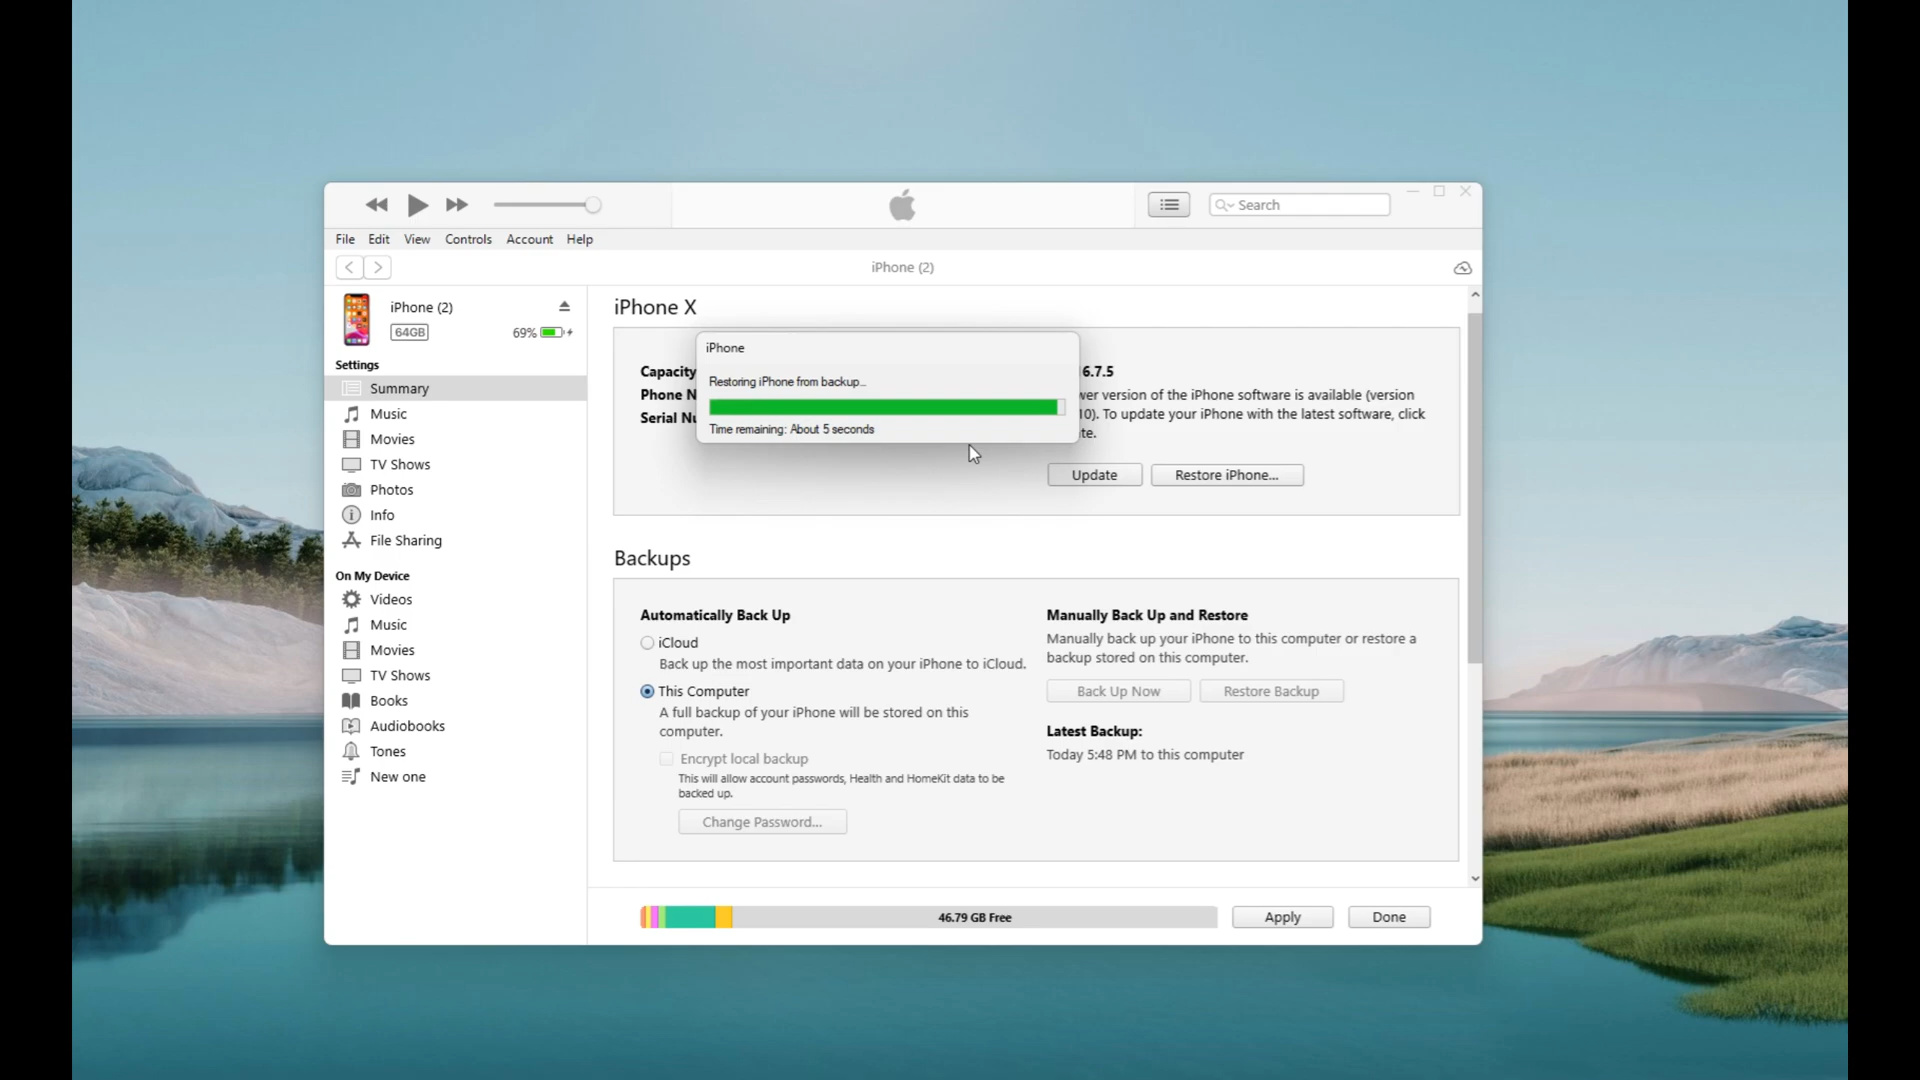 Search
File Edit View Controls Account Help
iPhone (2)
iPhone (2)
64GB
69%
Settings
Summary
Music
Movies
TV Shows
Photos
Info
File Sharing
On My Device
Videos
Music
Movies
TV Shows
Books
Audiobooks
Tones
New one
iPhone X
iPhone
Restoring iPhone from backup...
Time remaining: About 5 seconds
Capacity
Phone N
Serial Nu
6.7.5
ver version of the iPhone software is available (version
10). To update your iPhone with the latest software, click
te.
Update
Restore iPhone...
Backups
Automatically Back Up
iCloud
Back up the most important data on your iPhone to iCloud.
This Computer
A full backup of your iPhone will be stored on this
computer.
Encrypt local backup
This will allow account passwords, Health and HomeKit data to be
backed up.
Change Password...
Manually Back Up and Restore
Manually back up your iPhone to this computer or restore a
backup stored on this computer.
Back Up Now
Restore Backup
Latest Backup:
Today 5:48 PM to this computer
46.79 GB Free
Apply
Done